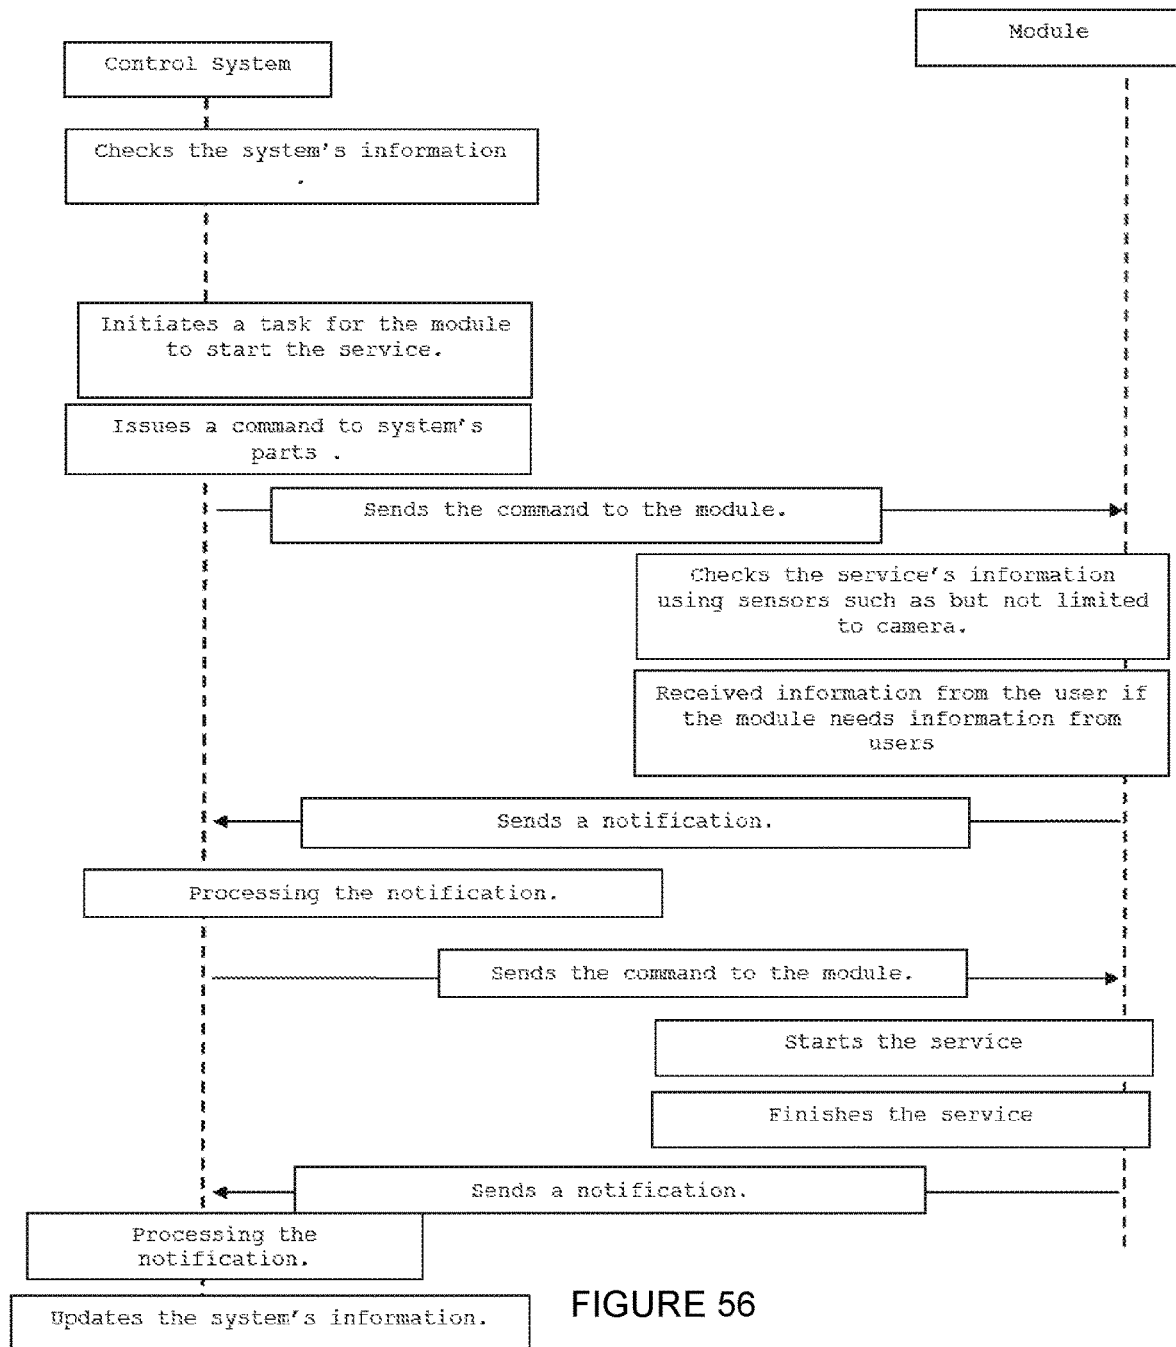 Module
Control System
Checks the system's information
.
Initiates a task for the module
to start the service.
Issues a command to system's
parts .
Sends the command to the module.
Checks the service's information
using sensors such as but not limited
to camera.
Received information from the user if
the module needs information from
users
Sends a notification.
Processing the notification.
Sends the command to the module.
Starts the service
Finishes the service
Sends a notification.
Processing the
notification.
Updates the system's information.
FIGURE 56